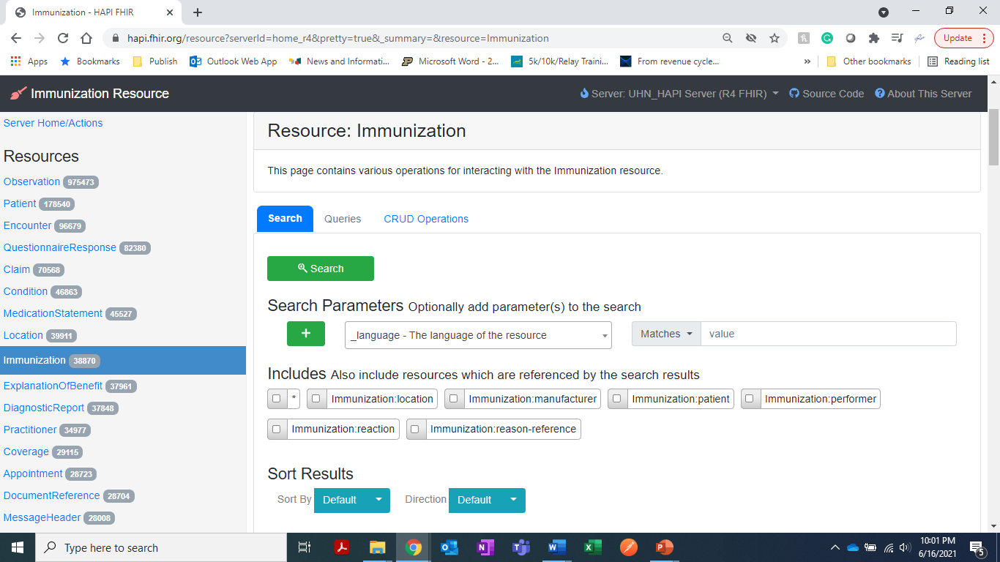 Immunization - HAPI FHIR
hapi.fhir.org/resource?serverId=home_r4&pretty=true&_summary=&resource=Immunization
Update
Apps
Bookmarks
Publish
Outlook Web App
News and Informati...
Microsoft Word - 2...
5k/10k/Relay Traini...
From revenue cycle...
»
Other bookmarks
Reading list
Immunization Resource
Server: UHN_HAPI Server (R4 FHIR)
Source Code
About This Server
Server Home/Actions
Resources
Observation 975473
Patient 178540
Encounter 96679
QuestionnaireResponse 82380
Claim 70568
Condition 46863
MedicationStatement 45527
Location 39911
Immunization 38870
ExplanationOfBenefit 37961
DiagnosticReport 37848
Practitioner 34977
Coverage 29115
Appointment 28723
DocumentReference 28704
MessageHeader 28008
Resource: Immunization
This page contains various operations for interacting with the Immunization resource.
Search
Queries
CRUD Operations
Search
Search Parameters Optionally add parameter(s) to the search
+
_language - The language of the resource
Matches
value
Includes Also include resources which are referenced by the search results
*
Immunization:location
Immunization:manufacturer
Immunization:patient
Immunization:performer
Immunization:reaction
Immunization:reason-reference
Sort Results
Sort By
Default
Direction
Default
Type here to search
10:01 PM
6/16/2021
5